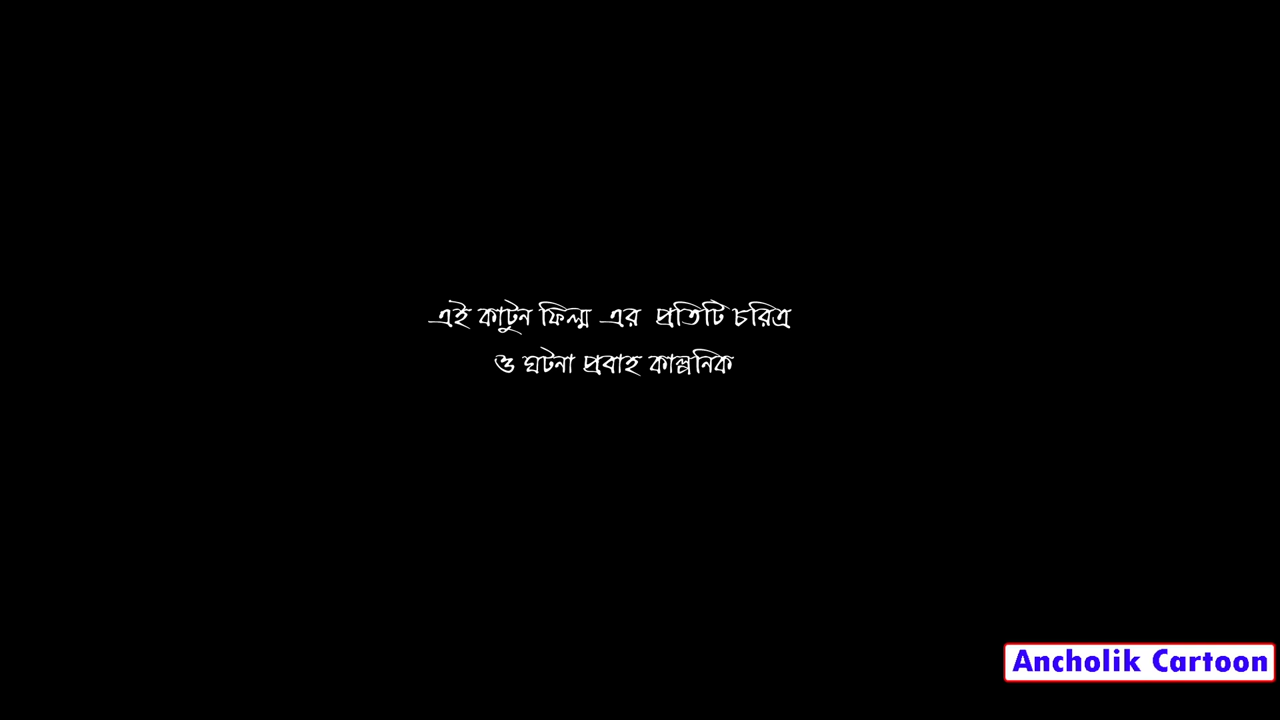 এই কাটুন ফিল্ম এর প্রতিটি চরিত্র
ও ঘটনা প্রবাহ কাল্পনিক
Ancholik Cartoon